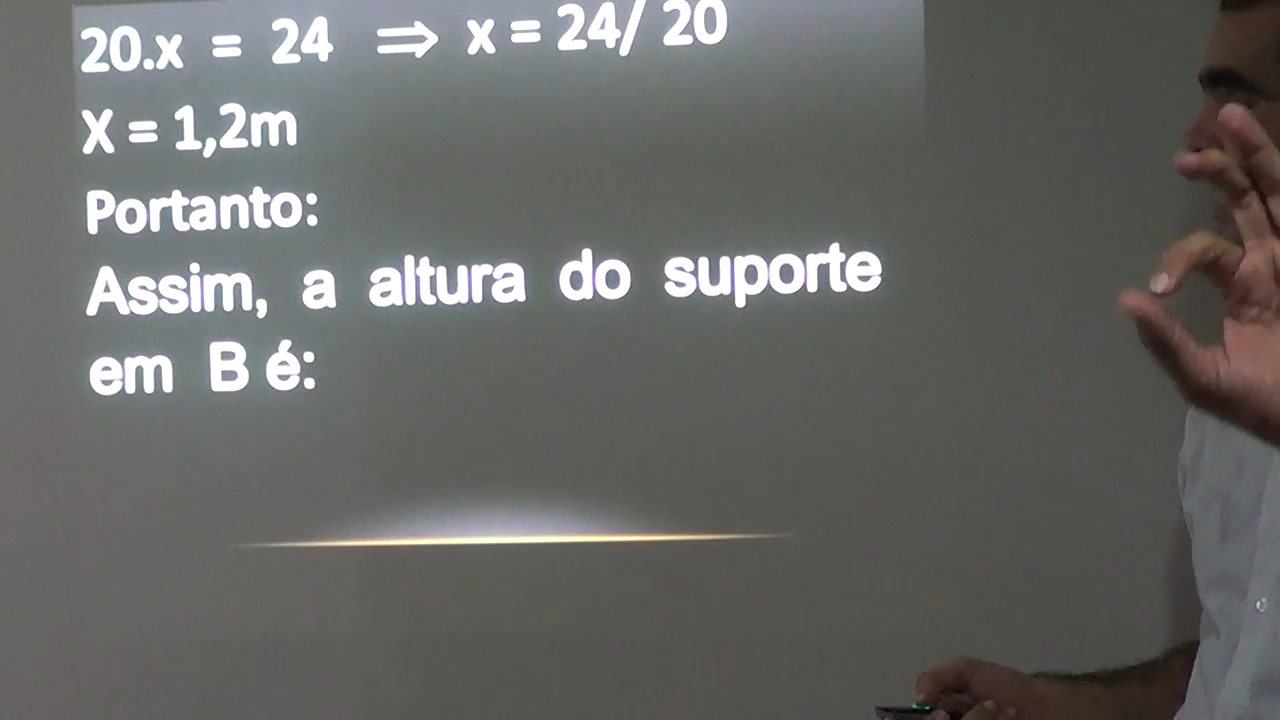 20.x = 24 ⇒ x = 24/ 20
X = 1,2m
Portanto:
Assim, a altura do suporte
em B é: